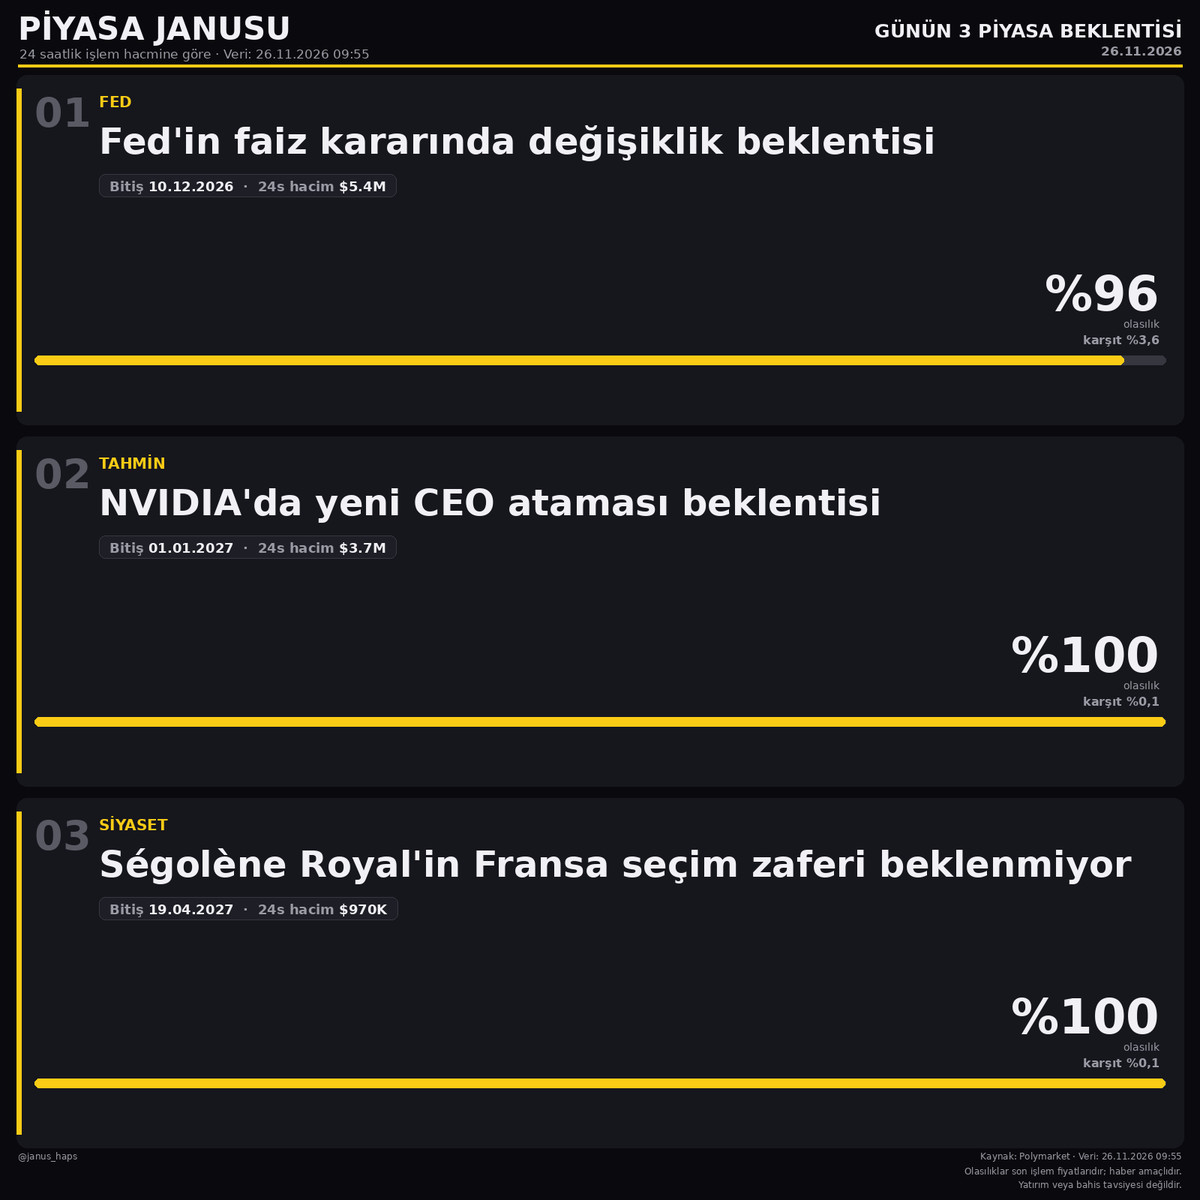 PİYASA JANUSU
24 saatlik işlem hacmine göre · Veri: 26.11.2026 09:55
GÜNÜN 3 PİYASA BEKLENTİSİ
26.11.2026
01
FED
Fed'in faiz kararında değişiklik beklentisi
Bitiş 10.12.2026 · 24s hacim $5.4M
%96
olasılık
karşıt %3,6
02
TAHMİN
NVIDIA'da yeni CEO ataması beklentisi
Bitiş 01.01.2027 · 24s hacim $3.7M
%100
olasılık
karşıt %0,1
03
SİYASET
Ségolène Royal'in Fransa seçim zaferi beklenmiyor
Bitiş 19.04.2027 · 24s hacim $970K
%100
olasılık
karşıt %0,1
@janus_haps
Kaynak: Polymarket · Veri: 26.11.2026 09:55
Olasılıklar son işlem fiyatlarıdır; haber amaçlıdır.
Yatırım veya bahis tavsiyesi değildir.